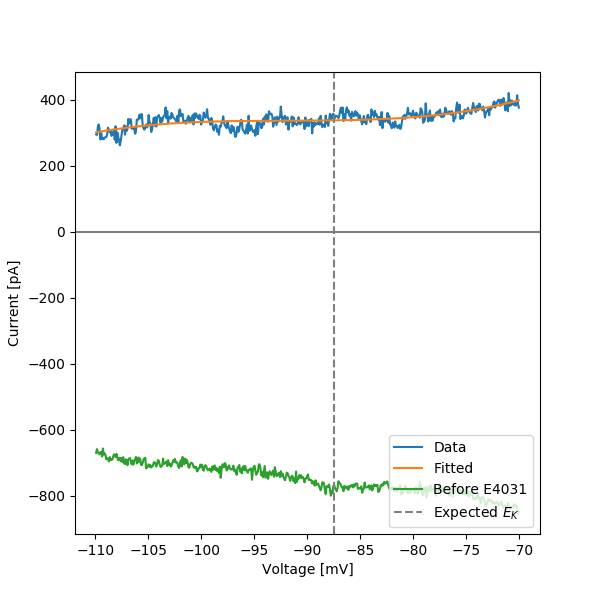 400
200
0
−200
−400
−600
−800
Current [pA]
Data
Fitted
Before E4031
Expected E_K
−110 −105 −100 −95 −90 −85 −80 −75 −70
Voltage [mV]